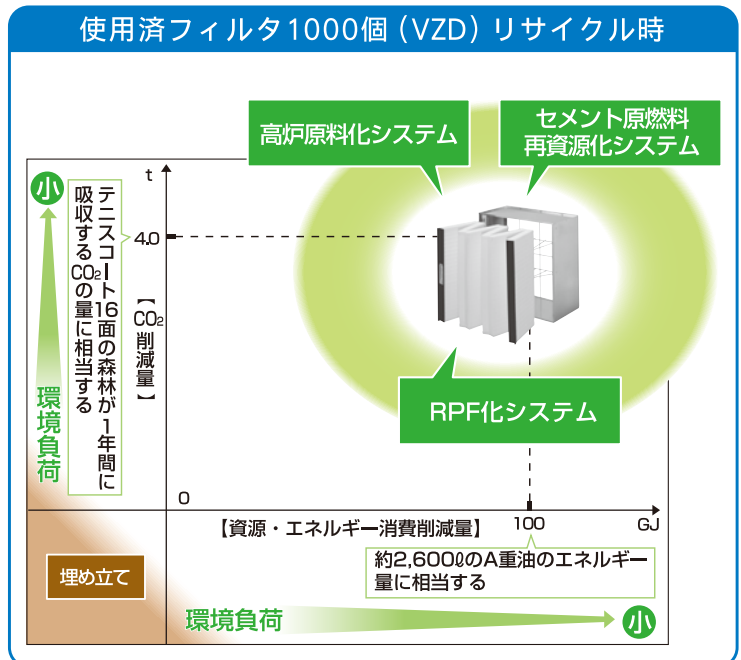 使用済フィルタ1000個（VZD）リサイクル時
高炉原料化システム
セメント原燃料
再資源化システム
小
t
4.0
テニスコート16面の森林が1年間に
吸収するCO₂の量に相当する
【CO₂削減量】
環境負荷
RPF化システム
0
【資源・エネルギー消費削減量】
100
GJ
約2,600ℓのA重油のエネルギー
量に相当する
埋め立て
環境負荷
小